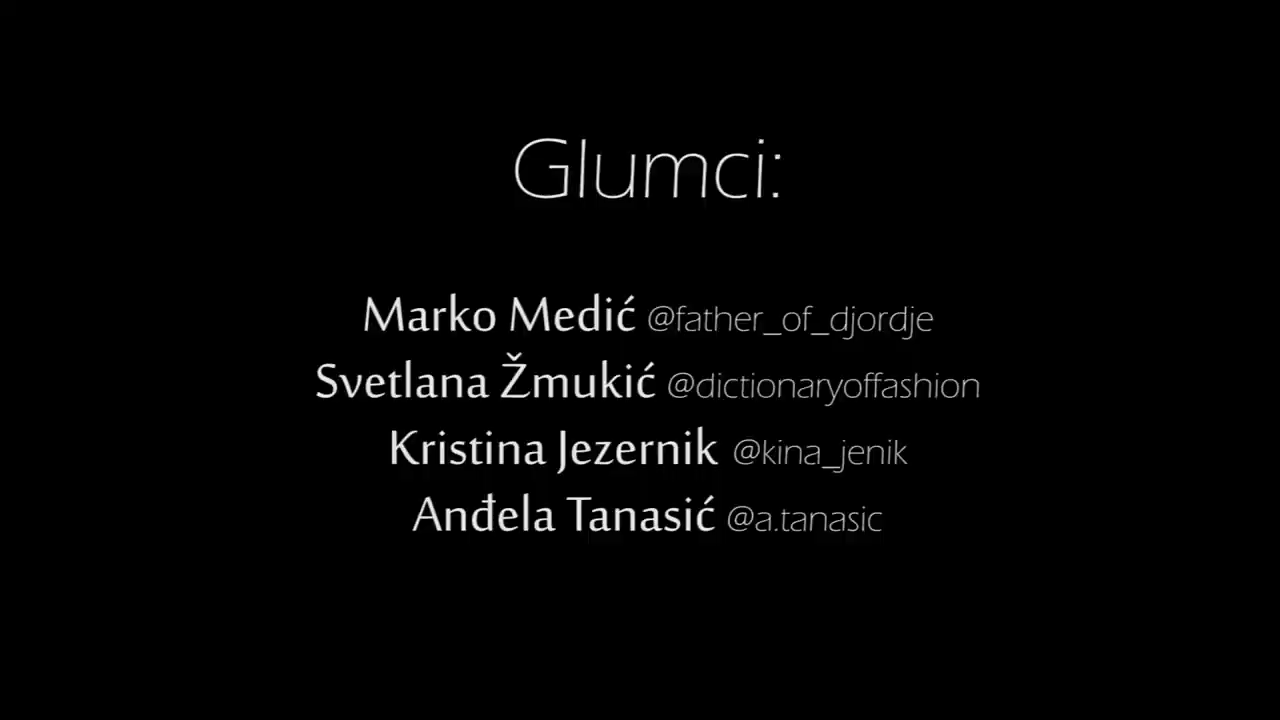 Glumci:
Marko Medić @father_of_djordje
Svetlana Žmukić @dictionaryoffashion
Kristina Jezernik @kina_jenik
Anđela Tanasić @a.tanasic